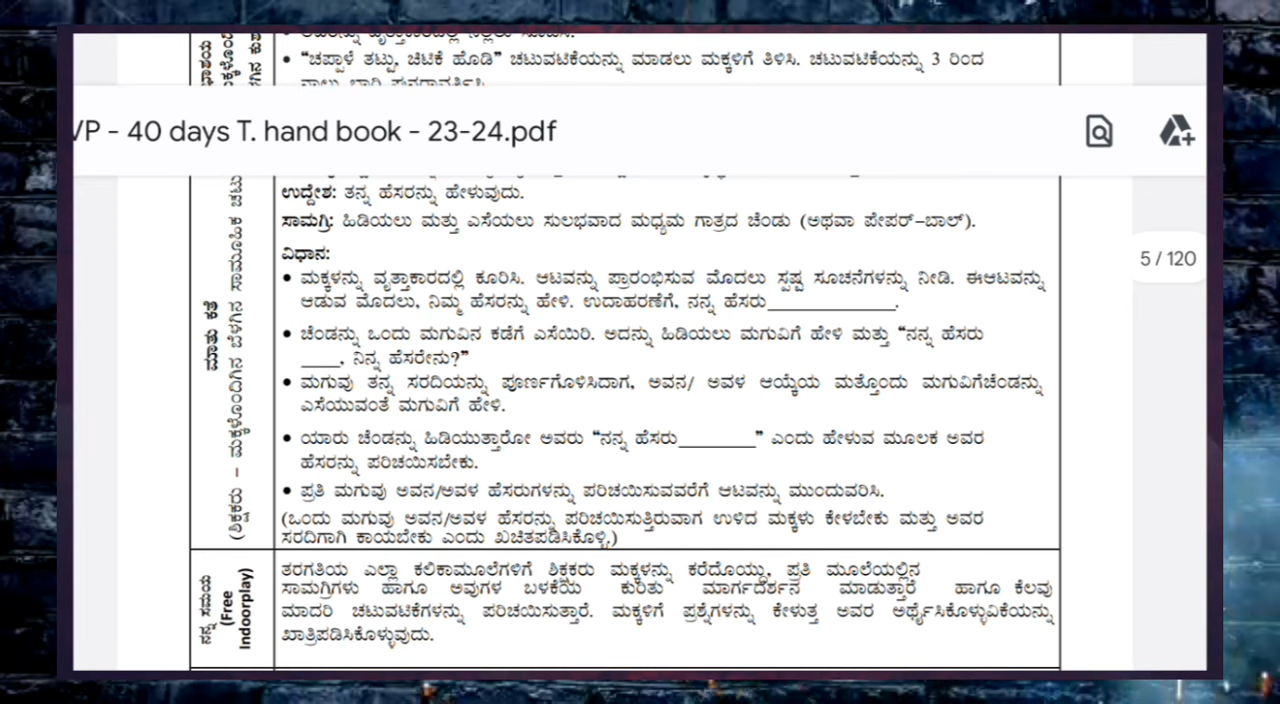 • "ಚಪ್ಪಾಳೆ ತಟ್ಟು, ಚಿಟಿಕೆ ಹೊಡಿ" ಚಟುವಟಿಕೆಯನ್ನು ಮಾಡಲು ಮಕ್ಕಳಿಗೆ ತಿಳಿಸಿ. ಚಟುವಟಿಕೆಯನ್ನು 3 ರಿಂದ
VP - 40 days T. hand book - 23-24.pdf
5 / 120
ಮಾತು ಕತೆ
(ಶಿಕ್ಷಕರು – ಮಕ್ಕಳೊಂದಿಗಿನ ಬೆಳಗಿನ ಸಾಮೂಹಿಕ
ಉದ್ದೇಶ: ತನ್ನ ಹೆಸರನ್ನು ಹೇಳುವುದು.
ಸಾಮಗ್ರಿ: ಹಿಡಿಯಲು ಮತ್ತು ಎಸೆಯಲು ಸುಲಭವಾದ ಮಧ್ಯಮ ಗಾತ್ರದ ಚೆಂಡು (ಅಥವಾ ಪೇಪರ್–ಬಾಲ್).
ವಿಧಾನ:
• ಮಕ್ಕಳನ್ನು ವೃತ್ತಾಕಾರದಲ್ಲಿ ಕೂರಿಸಿ. ಆಟವನ್ನು ಪ್ರಾರಂಭಿಸುವ ಮೊದಲು ಸ್ಪಷ್ಟ ಸೂಚನೆಗಳನ್ನು ನೀಡಿ. ಈಆಟವನ್ನು
ಆಡುವ ಮೊದಲು, ನಿಮ್ಮ ಹೆಸರನ್ನು ಹೇಳಿ. ಉದಾಹರಣೆಗೆ, ನನ್ನ ಹೆಸರು______________.
• ಚೆಂಡನ್ನು ಒಂದು ಮಗುವಿನ ಕಡೆಗೆ ಎಸೆಯಿರಿ. ಅದನ್ನು ಹಿಡಿಯಲು ಮಗುವಿಗೆ ಹೇಳಿ ಮತ್ತು "ನನ್ನ ಹೆಸರು
____, ನಿನ್ನ ಹೆಸರೇನು?"
• ಮಗುವು ತನ್ನ ಸರದಿಯನ್ನು ಪೂರ್ಣಗೊಳಿಸಿದಾಗ, ಅವನ/ ಅವಳ ಆಯ್ಕೆಯ ಮತ್ತೊಂದು ಮಗುವಿಗೆಚೆಂಡನ್ನು
ಎಸೆಯುವಂತೆ ಮಗುವಿಗೆ ಹೇಳಿ.
• ಯಾರು ಚೆಂಡನ್ನು ಹಿಡಿಯುತ್ತಾರೋ ಅವರು "ನನ್ನ ಹೆಸರು________" ಎಂದು ಹೇಳುವ ಮೂಲಕ ಅವರ
ಹೆಸರನ್ನು ಪರಿಚಯಿಸಬೇಕು.
• ಪ್ರತಿ ಮಗುವು ಅವನ/ಅವಳ ಹೆಸರುಗಳನ್ನು ಪರಿಚಯಿಸುವವರೆಗೆ ಆಟವನ್ನು ಮುಂದುವರಿಸಿ.
(ಒಂದು ಮಗುವು ಅವನ/ಅವಳ ಹೆಸರನ್ನು ಪರಿಚಯಿಸುತ್ತಿರುವಾಗ ಉಳಿದ ಮಕ್ಕಳು ಕೇಳಬೇಕು ಮತ್ತು ಅವರ
ಸರದಿಗಾಗಿ ಕಾಯಬೇಕು ಎಂದು ಖಚಿತಪಡಿಸಿಕೊಳ್ಳಿ.)
ನನ್ನ ಸಮಯ
(Free
Indoorplay)
ತರಗತಿಯ ಎಲ್ಲಾ ಕಲಿಕಾಮೂಲೆಗಳಿಗೆ ಶಿಕ್ಷಕರು ಮಕ್ಕಳನ್ನು ಕರೆದೊಯ್ದು, ಪ್ರತಿ ಮೂಲೆಯಲ್ಲಿನ
ಸಾಮಗ್ರಿಗಳು ಹಾಗೂ ಅವುಗಳ ಬಳಕೆಯ ಕುರಿತು ಮಾರ್ಗದರ್ಶನ ಮಾಡುತ್ತಾರೆ ಹಾಗೂ ಕೆಲವು
ಮಾದರಿ ಚಟುವಟಿಕೆಗಳನ್ನು ಪರಿಚಯಿಸುತ್ತಾರೆ. ಮಕ್ಕಳಿಗೆ ಪ್ರಶ್ನೆಗಳನ್ನು ಕೇಳುತ್ತ ಅವರ ಅರ್ಥೈಸಿಕೊಳ್ಳುವಿಕೆಯನ್ನು
ಖಾತ್ರಿಪಡಿಸಿಕೊಳ್ಳುವುದು.